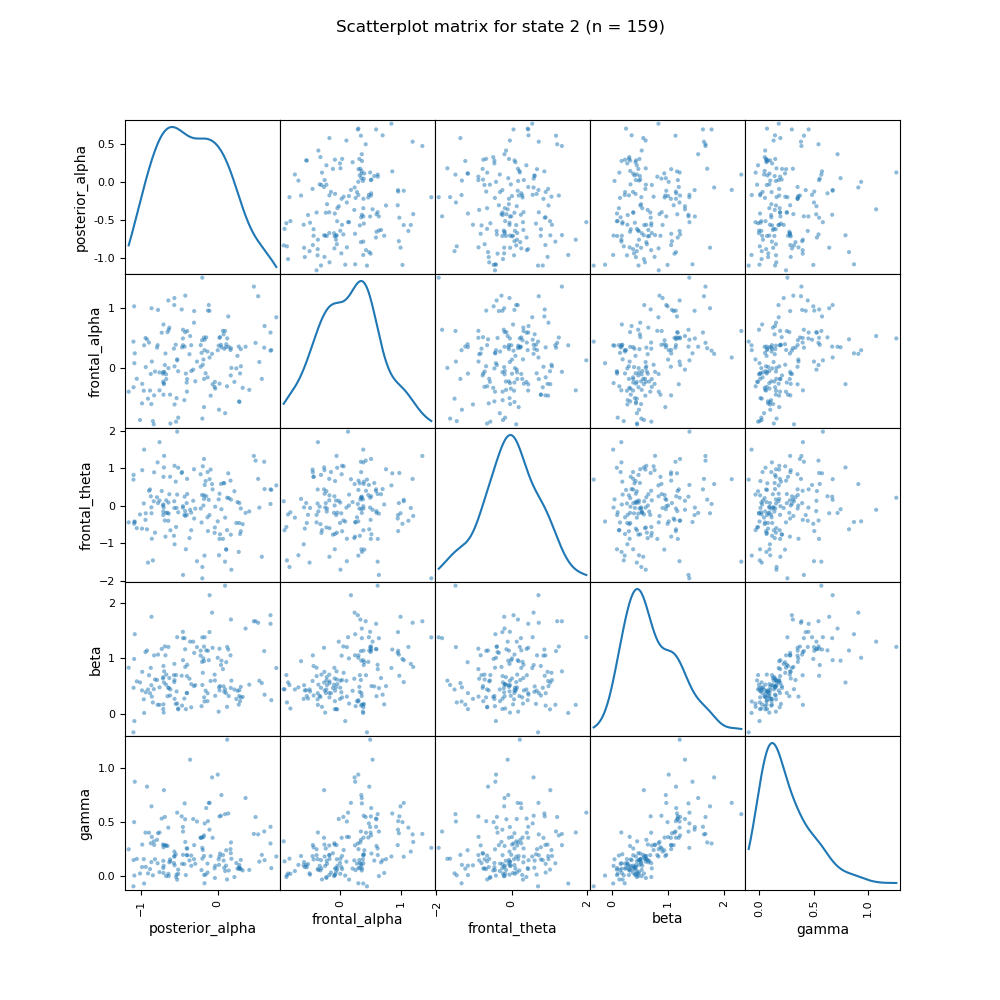 Scatterplot matrix for state 2 (n = 159)
posterior_alpha
0.5
0.0
-0.5
-1.0
frontal_alpha
1
0
frontal_theta
2
1
0
−1
−2
beta
2
1
0
gamma
1.0
0.5
0.0
−1 0 0 1 −2 0 2 0 1 2 0.0 0.5 1.0
posterior_alpha frontal_alpha frontal_theta beta gamma